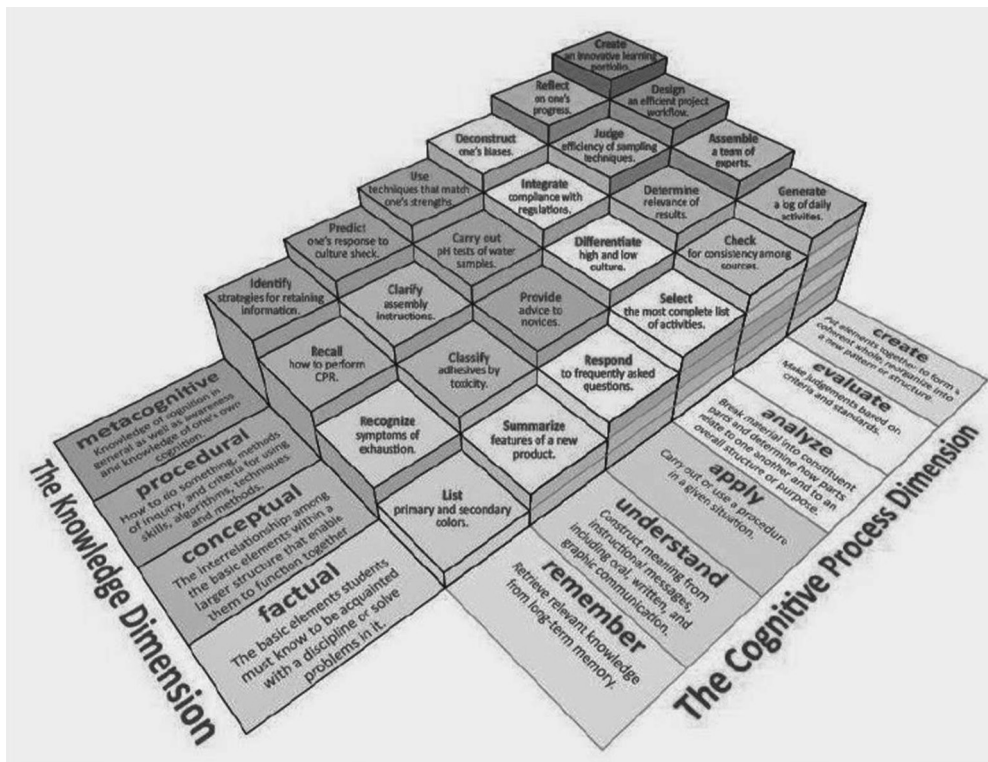 Create
an innovative learning
portfolio.
Reflect
on one's
progress.
Design
an efficient project
workflow.
Deconstruct
one's biases.
Judge
efficiency of sampling
techniques.
Assemble
a team of
experts.
Use
techniques that match
one's strengths.
Integrate
compliance with
regulations.
Determine
relevance of
results.
Generate
a log of daily
activities.
Predict
one's response to
culture shock.
Carry out
pH tests of water
samples.
Differentiate
high and low
culture.
Check
for consistency among
sources.
Identify
strategies for retaining
information.
Clarify
assembly
instructions.
Provide
advice to
novices.
Select
the most complete list
of activities.
Recall
how to perform
CPR.
Classify
adhesives by
toxicity.
Respond
to frequently asked
questions.
Recognize
symptoms of
exhaustion.
Summarize
features of a new
product.
List
primary and secondary
colors.
metacognitive
Knowledge of cognition in
general as well as awareness
and knowledge of one's own
cognition.
procedural
How to do something, methods
of inquiry, and criteria for using
skills, algorithms, techniques
and methods.
conceptual
The interrelationships among
the basic elements within a
larger structure that enable
them to function together
factual
The basic elements students
must know to be acquainted
with a discipline or solve
problems in it.
The Knowledge Dimension
create
Put elements together to form a
coherent whole; reorganize into
a new pattern or structure.
evaluate
Make judgements based on
criteria and standards.
analyze
Break material into constituent
parts and determine how parts
relate to one another and to an
overall structure or purpose.
apply
Carry out or use a procedure
in a given situation.
understand
Construct meaning from
instructional messages,
including oral, written, and
graphic communication.
remember
Retrieve relevant knowledge
from long-term memory.
The Cognitive Process Dimension